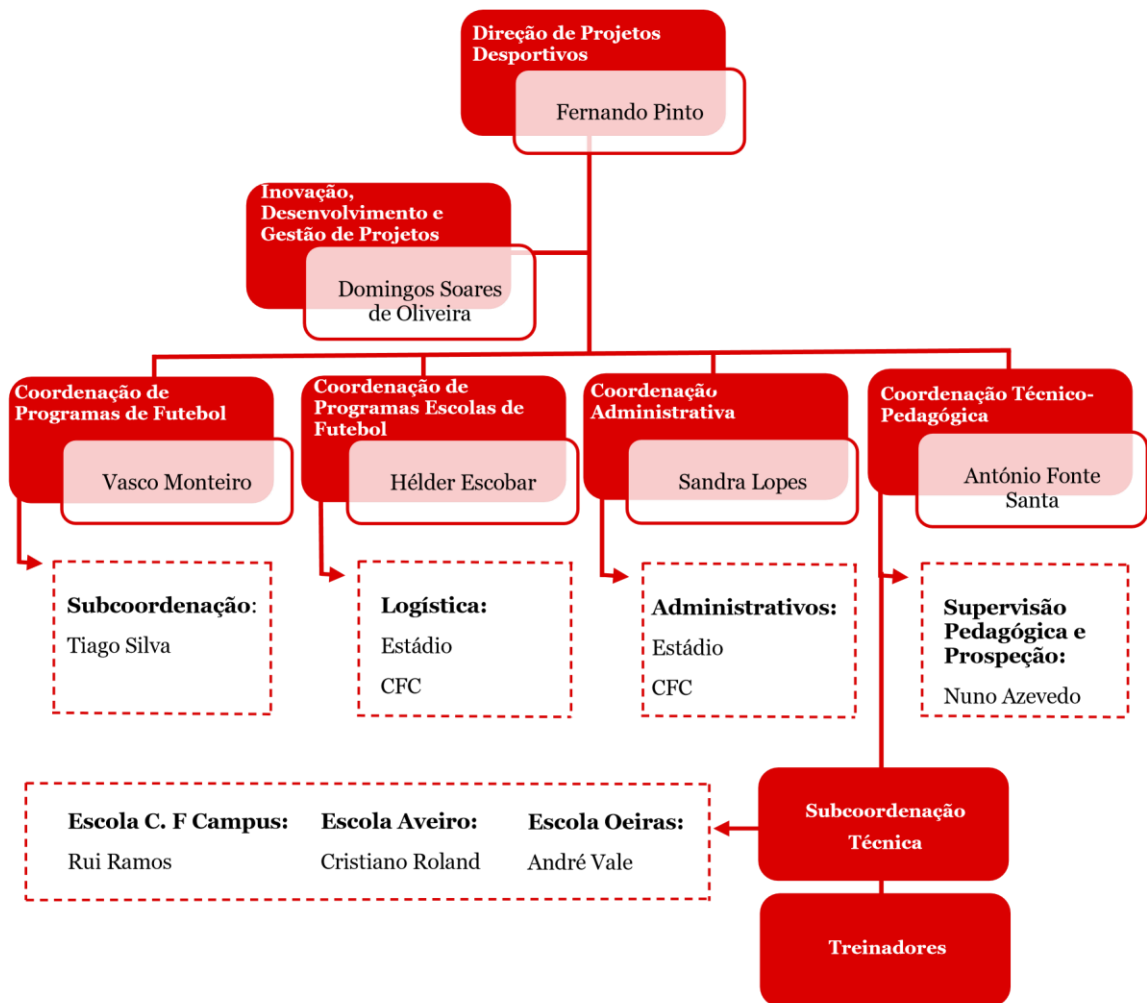 Direção de Projetos
Desportivos
Fernando Pinto
Inovação,
Desenvolvimento e
Gestão de Projetos
Domingos Soares
de Oliveira
Coordenação de
Programas de Futebol
Vasco Monteiro
Coordenação de
Programas Escolas de
Futebol
Hélder Escobar
Coordenação
Administrativa
Sandra Lopes
Coordenação Técnico-
Pedagógica
António Fonte
Santa
Subcoordenação:
Tiago Silva
Logística:
Estádio
CFC
Administrativos:
Estádio
CFC
Supervisão
Pedagógica e
Prospeção:
Nuno Azevedo
Escola C. F Campus:
Rui Ramos
Escola Aveiro:
Cristiano Roland
Escola Oeiras:
André Vale
Subcoordenação
Técnica
Treinadores